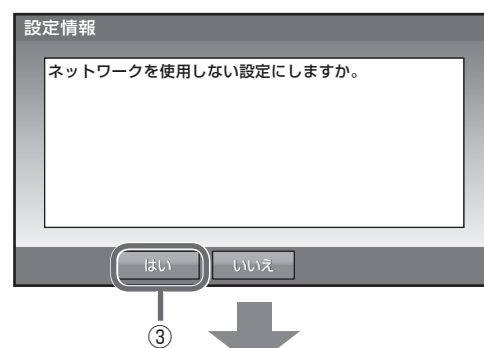 設定情報
ネットワークを使用しない設定にしますか。
はい いいえ
③